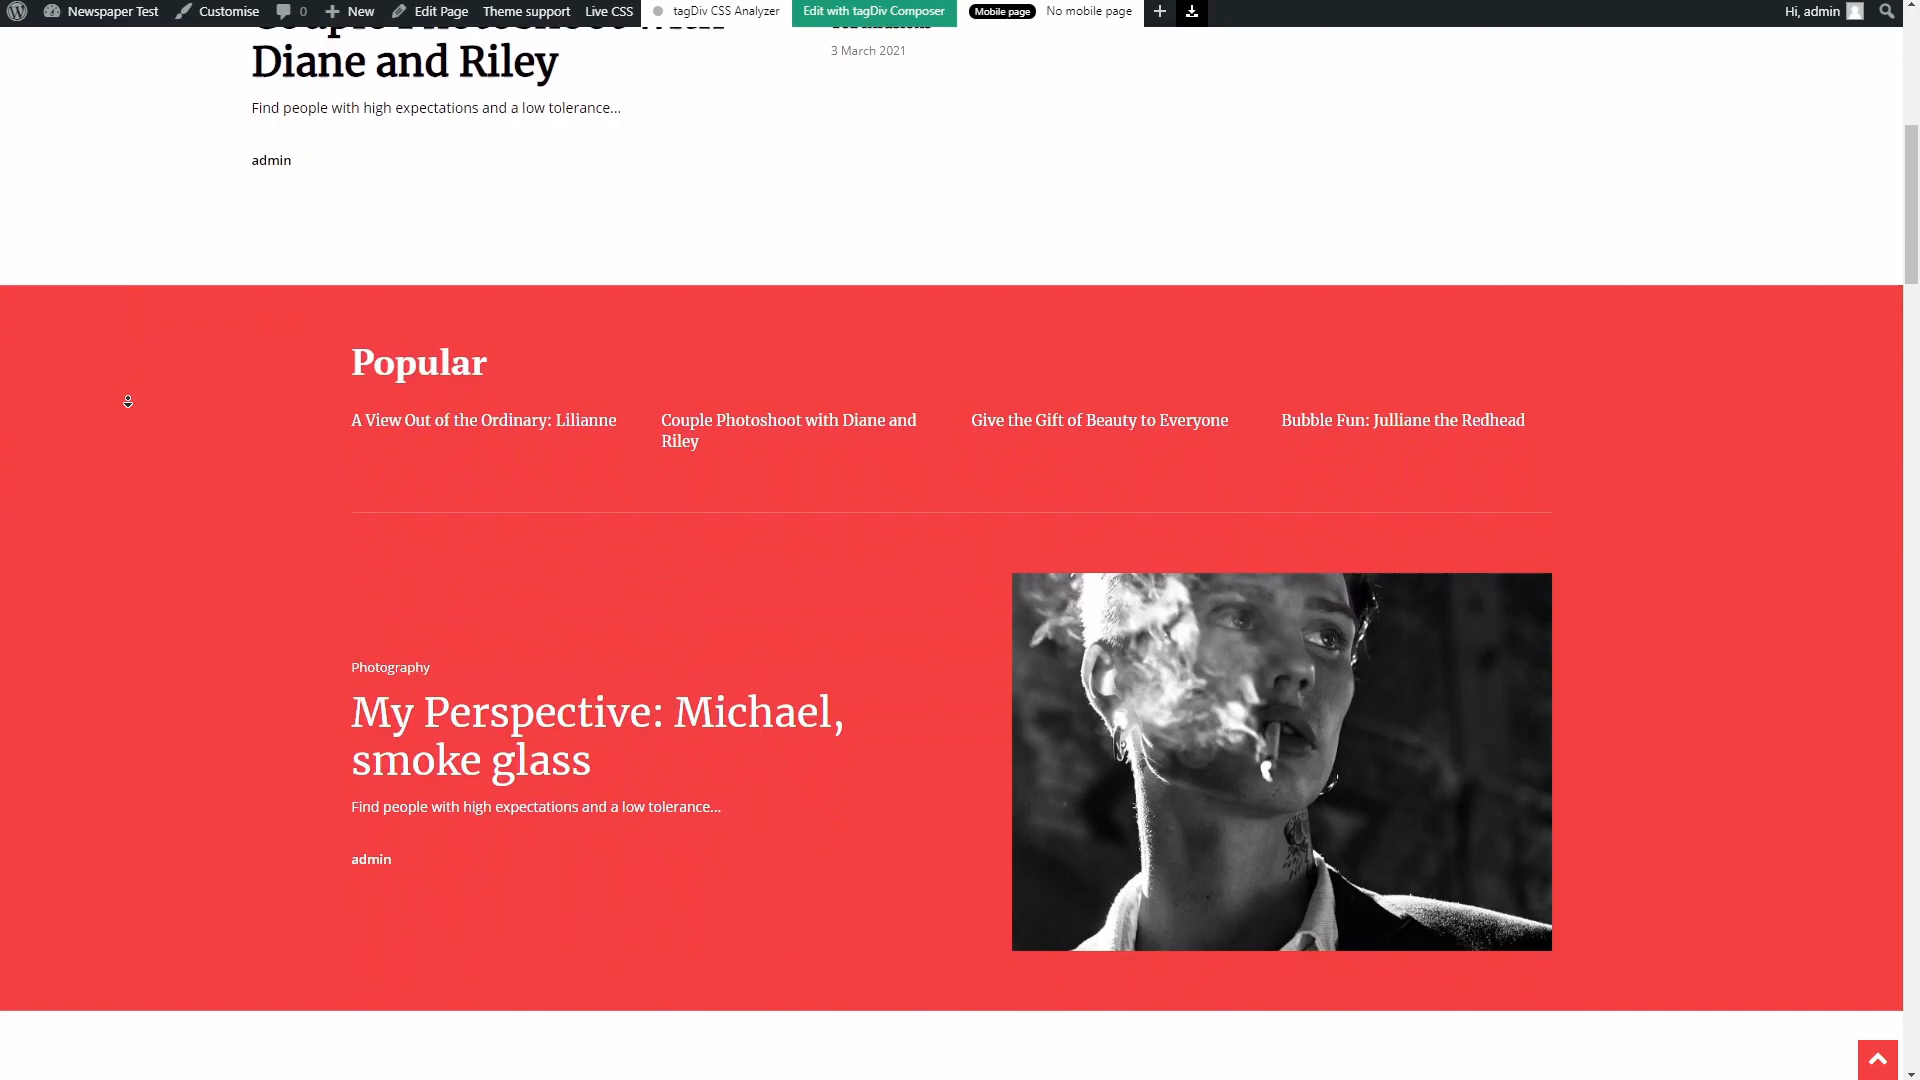 Newspaper Test Customise 0 New Edit Page Theme support Live CSS tagDiv CSS Analyzer Edit with tagDiv Composer Mobile page No mobile page Hi, admin
Couple Photoshoot with
Diane and Riley
3 March 2021
Find people with high expectations and a low tolerance...
admin
Popular
A View Out of the Ordinary: Lilianne
Couple Photoshoot with Diane and
Riley
Give the Gift of Beauty to Everyone
Bubble Fun: Julliane the Redhead
Photography
My Perspective: Michael,
smoke glass
Find people with high expectations and a low tolerance...
admin